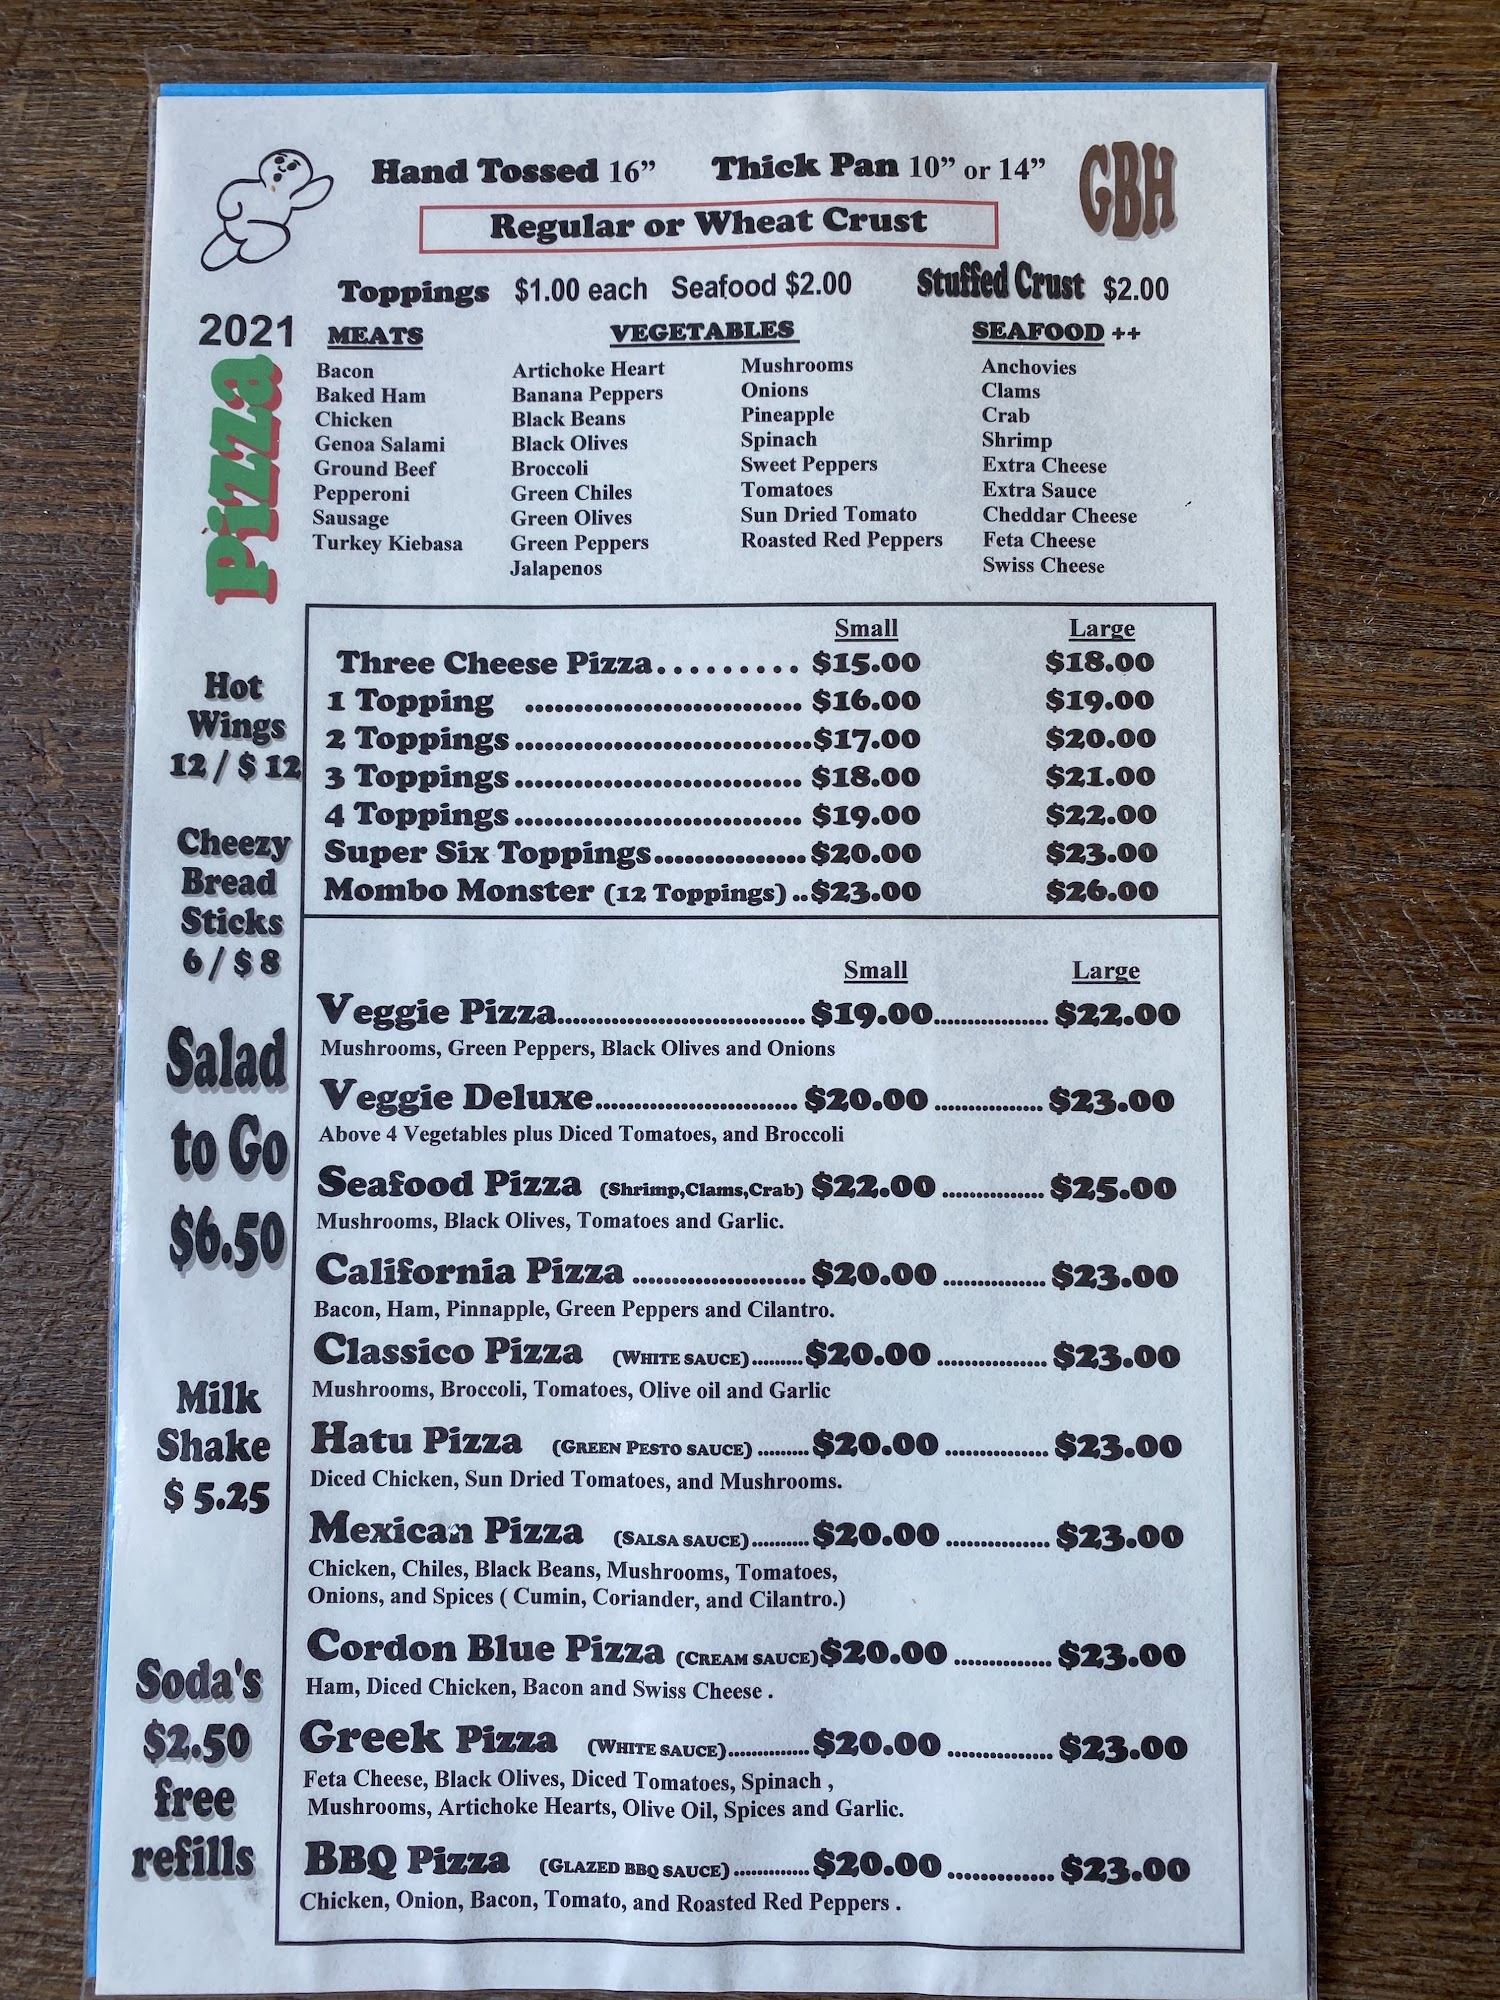 Hand Tossed 16” Thick Pan 10” or 14” GBH
Regular or Wheat Crust
Toppings $1.00 each Seafood $2.00 Stuffed Crust $2.00
2021
Pizza
MEATS
Bacon
Baked Ham
Chicken
Genoa Salami
Ground Beef
Pepperoni
Sausage
Turkey Kiebasa
VEGETABLES
Artichoke Heart
Banana Peppers
Black Beans
Black Olives
Broccoli
Green Chiles
Green Olives
Green Peppers
Jalapenos
Mushrooms
Onions
Pineapple
Spinach
Sweet Peppers
Tomatoes
Sun Dried Tomato
Roasted Red Peppers
SEAFOOD ++
Anchovies
Clams
Crab
Shrimp
Extra Cheese
Extra Sauce
Cheddar Cheese
Feta Cheese
Swiss Cheese
Hot
Wings
12 / $ 12
Cheezy
Bread
Sticks
6 / $ 8
Salad
to Go
$6.50
Milk
Shake
$ 5.25
Soda's
$2.50
free
refills
Small Large
Three Cheese Pizza......... $15.00 $18.00
1 Topping ............................ $16.00 $19.00
2 Toppings..............................$17.00 $20.00
3 Toppings............................. $18.00 $21.00
4 Toppings............................. $19.00 $22.00
Super Six Toppings............... $20.00 $23.00
Mombo Monster (12 Toppings) ..$23.00 $26.00
Small Large
Veggie Pizza................................ $19.00................. $22.00
Mushrooms, Green Peppers, Black Olives and Onions
Veggie Deluxe.......................... $20.00 ................ $23.00
Above 4 Vegetables plus Diced Tomatoes, and Broccoli
Seafood Pizza (Shrimp,Clams,Crab) $22.00 ............... $25.00
Mushrooms, Black Olives, Tomatoes and Garlic.
California Pizza ........................ $20.00 ............... $23.00
Bacon, Ham, Pinnapple, Green Peppers and Cilantro.
Classico Pizza (WHITE SAUCE)......... $20.00 ................ $23.00
Mushrooms, Broccoli, Tomatoes, Olive oil and Garlic
Hatu Pizza (GREEN PESTO SAUCE) ......... $20.00 ............... $23.00
Diced Chicken, Sun Dried Tomatoes, and Mushrooms.
Mexican Pizza (SALSA SAUCE).......... $20.00 ............... $23.00
Chicken, Chiles, Black Beans, Mushrooms, Tomatoes,
Onions, and Spices ( Cumin, Coriander, and Cilantro.)
Cordon Blue Pizza (CREAM SAUCE)$20.00 .............. $23.00
Ham, Diced Chicken, Bacon and Swiss Cheese .
Greek Pizza (WHITE SAUCE).............. $20.00 ............... $23.00
Feta Cheese, Black Olives, Diced Tomatoes, Spinach ,
Mushrooms, Artichoke Hearts, Olive Oil, Spices and Garlic.
BBQ Pizza (GLAZED BBQ SAUCE) ............. $20.00 ............... $23.00
Chicken, Onion, Bacon, Tomato, and Roasted Red Peppers .